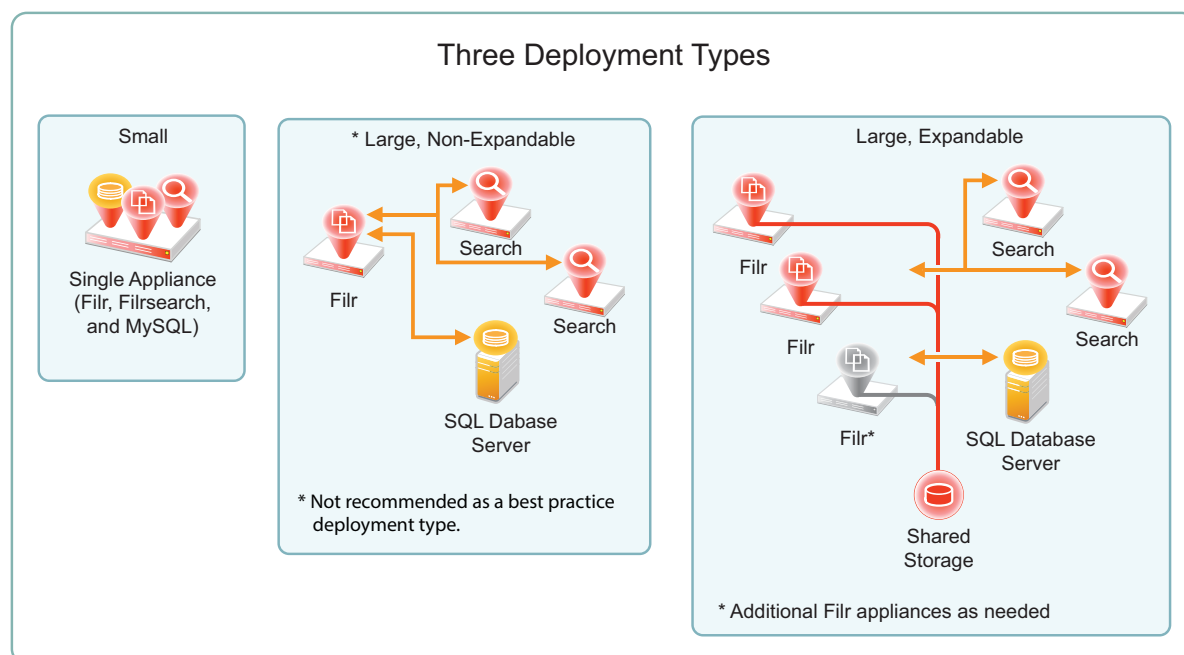 Three Deployment Types
Small
Single Appliance
(Filr, Filrsearch,
and MySQL)
* Large, Non-Expandable
Search
Filr
Search
SQL Dabase
Server
* Not recommended as a best practice
deployment type.
Large, Expandable
Search
Filr
Search
Filr
Filr*
SQL Database
Server
Shared
Storage
* Additional Filr appliances as needed